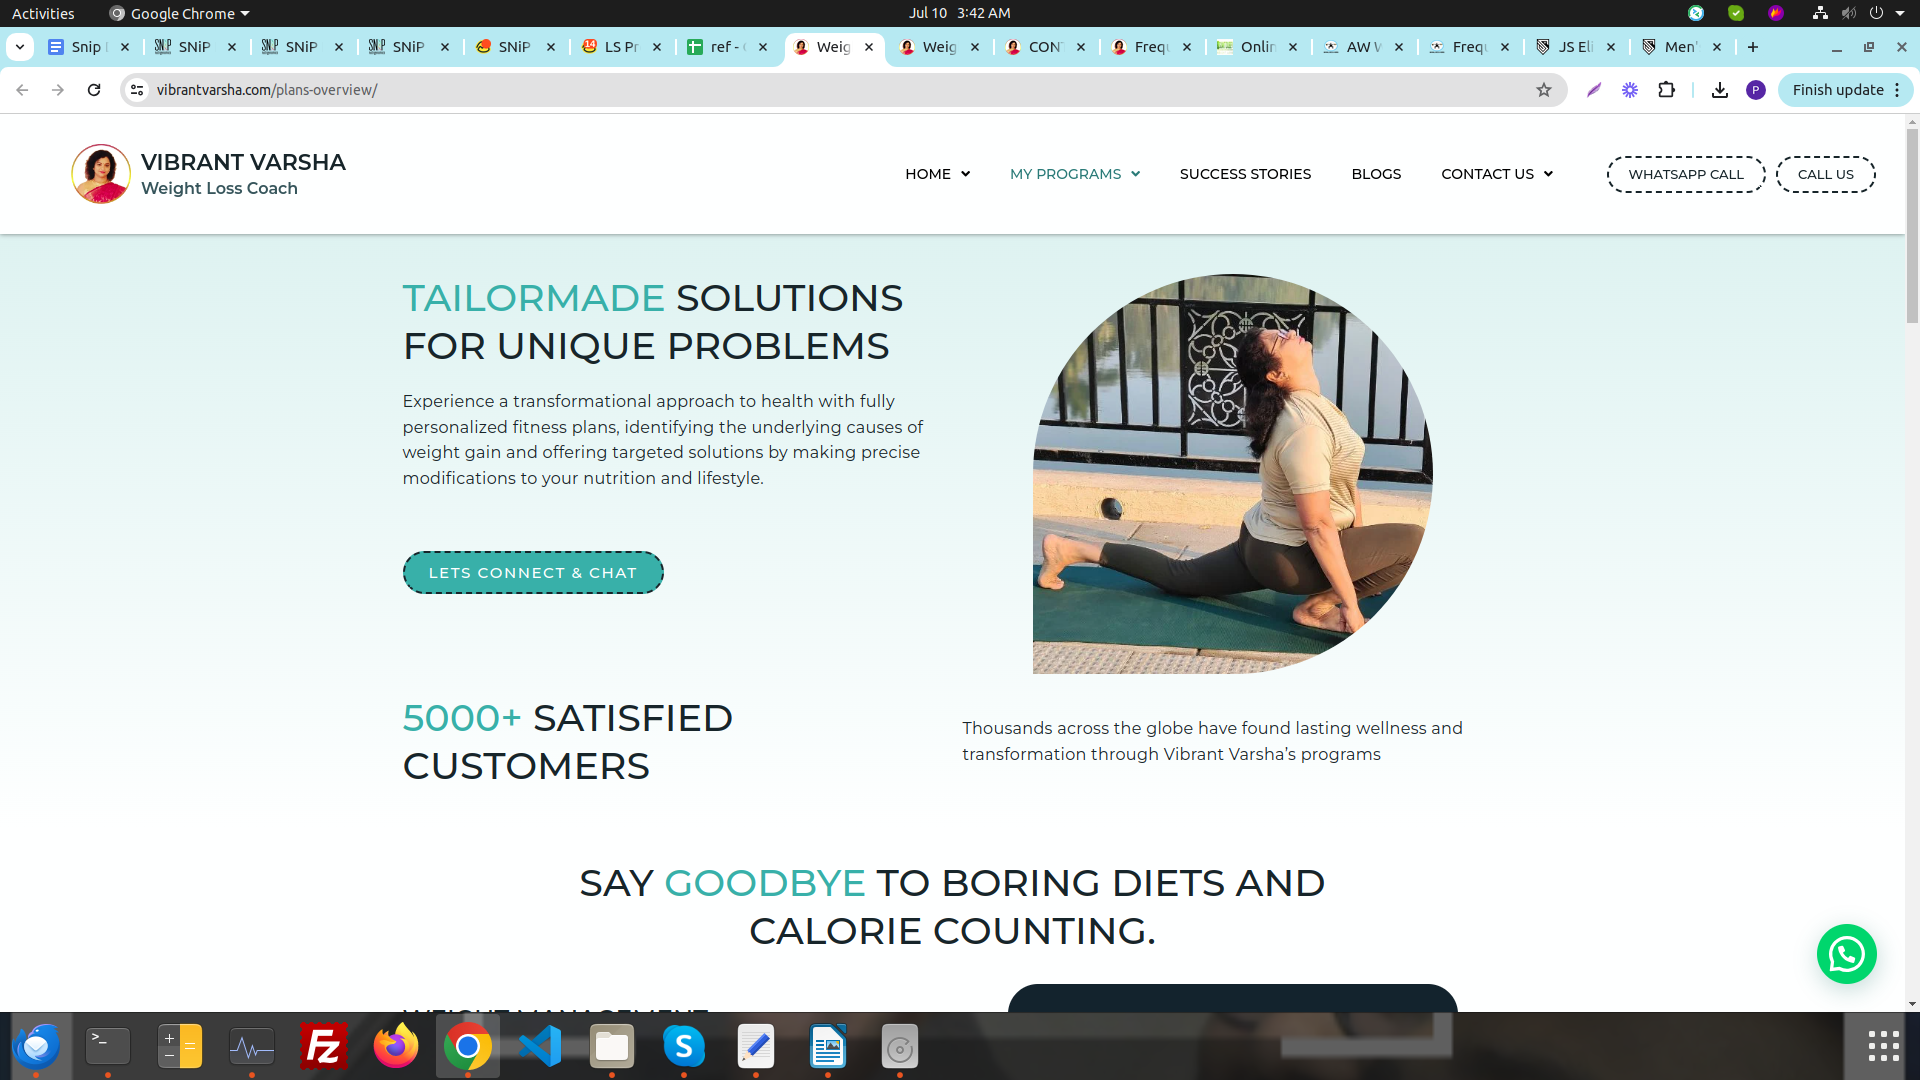 Activities
Google Chrome
Jul 10 3:42 AM
Snip
SNiP
SNiP
SNiP
SNiP
LS Pr
ref -
Weig
Weig
CON
Frequ
Onlin
AW
Frequ
JS Eli
Men'
vibrantvarsha.com/plans-overview/
P
Finish update
VIBRANT VARSHA
Weight Loss Coach
HOME
MY PROGRAMS
SUCCESS STORIES
BLOGS
CONTACT US
WHATSAPP CALL
CALL US
TAILORMADE SOLUTIONS
FOR UNIQUE PROBLEMS
Experience a transformational approach to health with fully
personalized fitness plans, identifying the underlying causes of
weight gain and offering targeted solutions by making precise
modifications to your nutrition and lifestyle.
LETS CONNECT & CHAT
5000+ SATISFIED
CUSTOMERS
Thousands across the globe have found lasting wellness and
transformation through Vibrant Varsha’s programs
SAY GOODBYE TO BORING DIETS AND
CALORIE COUNTING.
WEIGHT MANAGEMENT